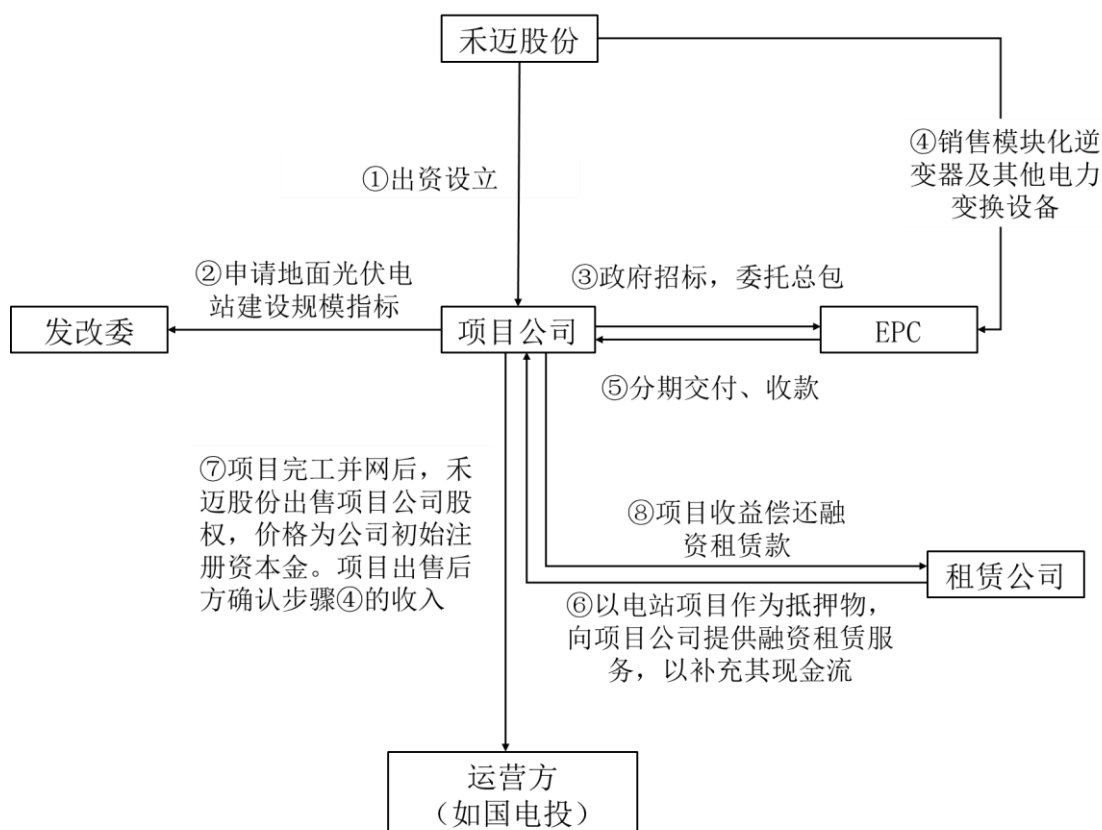 禾迈股份
④销售模块化逆
变器及其他电力
变换设备
①出资设立
②申请地面光伏电
站建设规模指标
③政府招标，委托总包
发改委
项目公司
EPC
⑤分期交付、收款
⑦项目完工并网后，禾
迈股份出售项目公司股
权，价格为公司初始注
册资本金。项目出售后
方确认步骤④的收入
⑧项目收益偿还融
资租赁款
租赁公司
⑥以电站项目作为抵押物，
向项目公司提供融资租赁服
务，以补充其现金流
运营方
（如国电投）